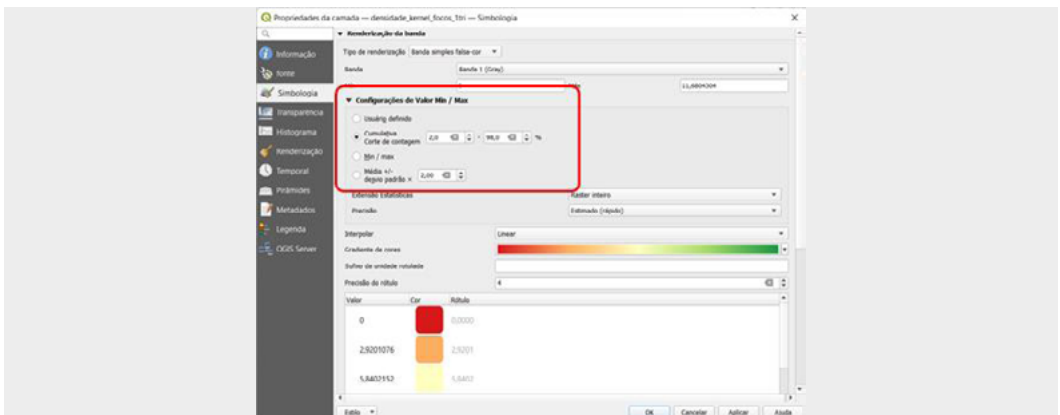 Propriedades da camada — densidade_kernel_focos_1tri — Simbologia
Renderização da banda
Informação
Tipo de renderização Banda simples falsa-cor
fonte
Banda Banda 1 (Gray)
11,6804304
Simbologia
Configurações de Valor Min / Max
Transparência
Usuário definido
Histograma
Cumulativa
Corte de contagem 2,0 - 98,0 %
Renderização
Min / max
Temporal
Média +/-
desvio padrão × 2,00
Pirâmides
Extensão Estatísticas Raster inteiro
Metadados
Precisão Estimado (rápido)
Legenda
Interpolar Linear
QGIS Server
Gradiente de cores
Sufixo da unidade rotulada
Precisão do rótulo 4
Valor Cor Rótulo
0 0,0000
2,9201076 2,9201
5,8402152 5,8402
Estilo OK Cancelar Aplicar Ajuda